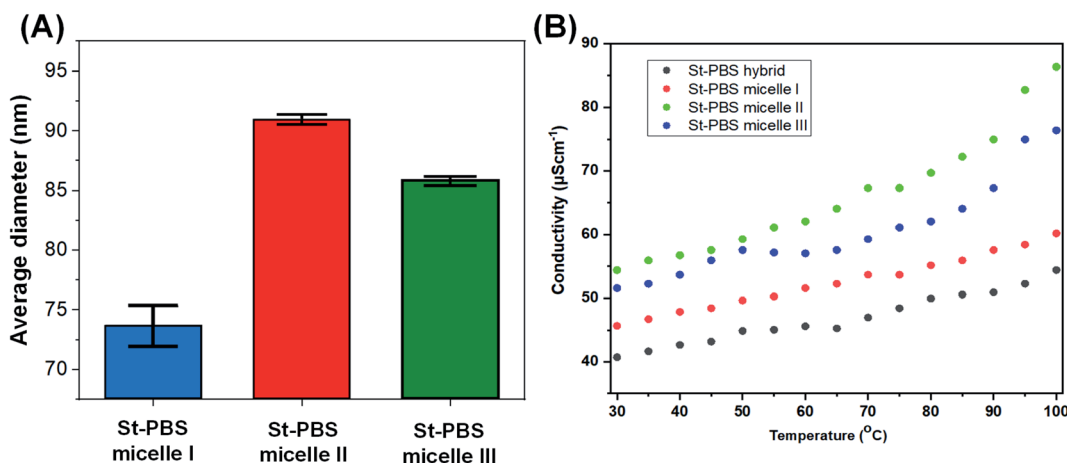 (A)
Average diameter (nm)
95
90
85
80
75
70
St-PBS
micelle I
St-PBS
micelle II
St-PBS
micelle III
(B)
Conductivity (µScm⁻¹)
90
80
70
60
50
40
St-PBS hybrid
St-PBS micelle I
St-PBS micelle II
St-PBS micelle III
30 40 50 60 70 80 90 100
Temperature (ᴼC)